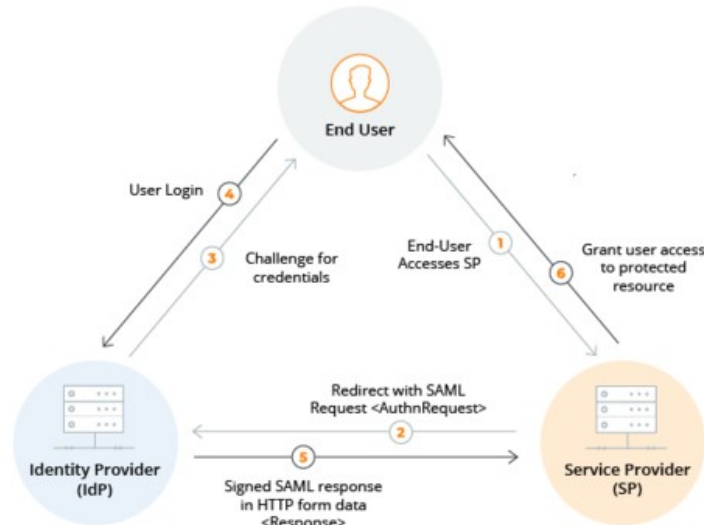 End User
User Login
4
3
Challenge for
credentials
1
End-User
Accesses SP
6
Grant user access
to protected
resource
Redirect with SAML
Request <AuthnRequest>
2
5
Signed SAML response
in HTTP form data
<Response>
Identity Provider
(IdP)
Service Provider
(SP)